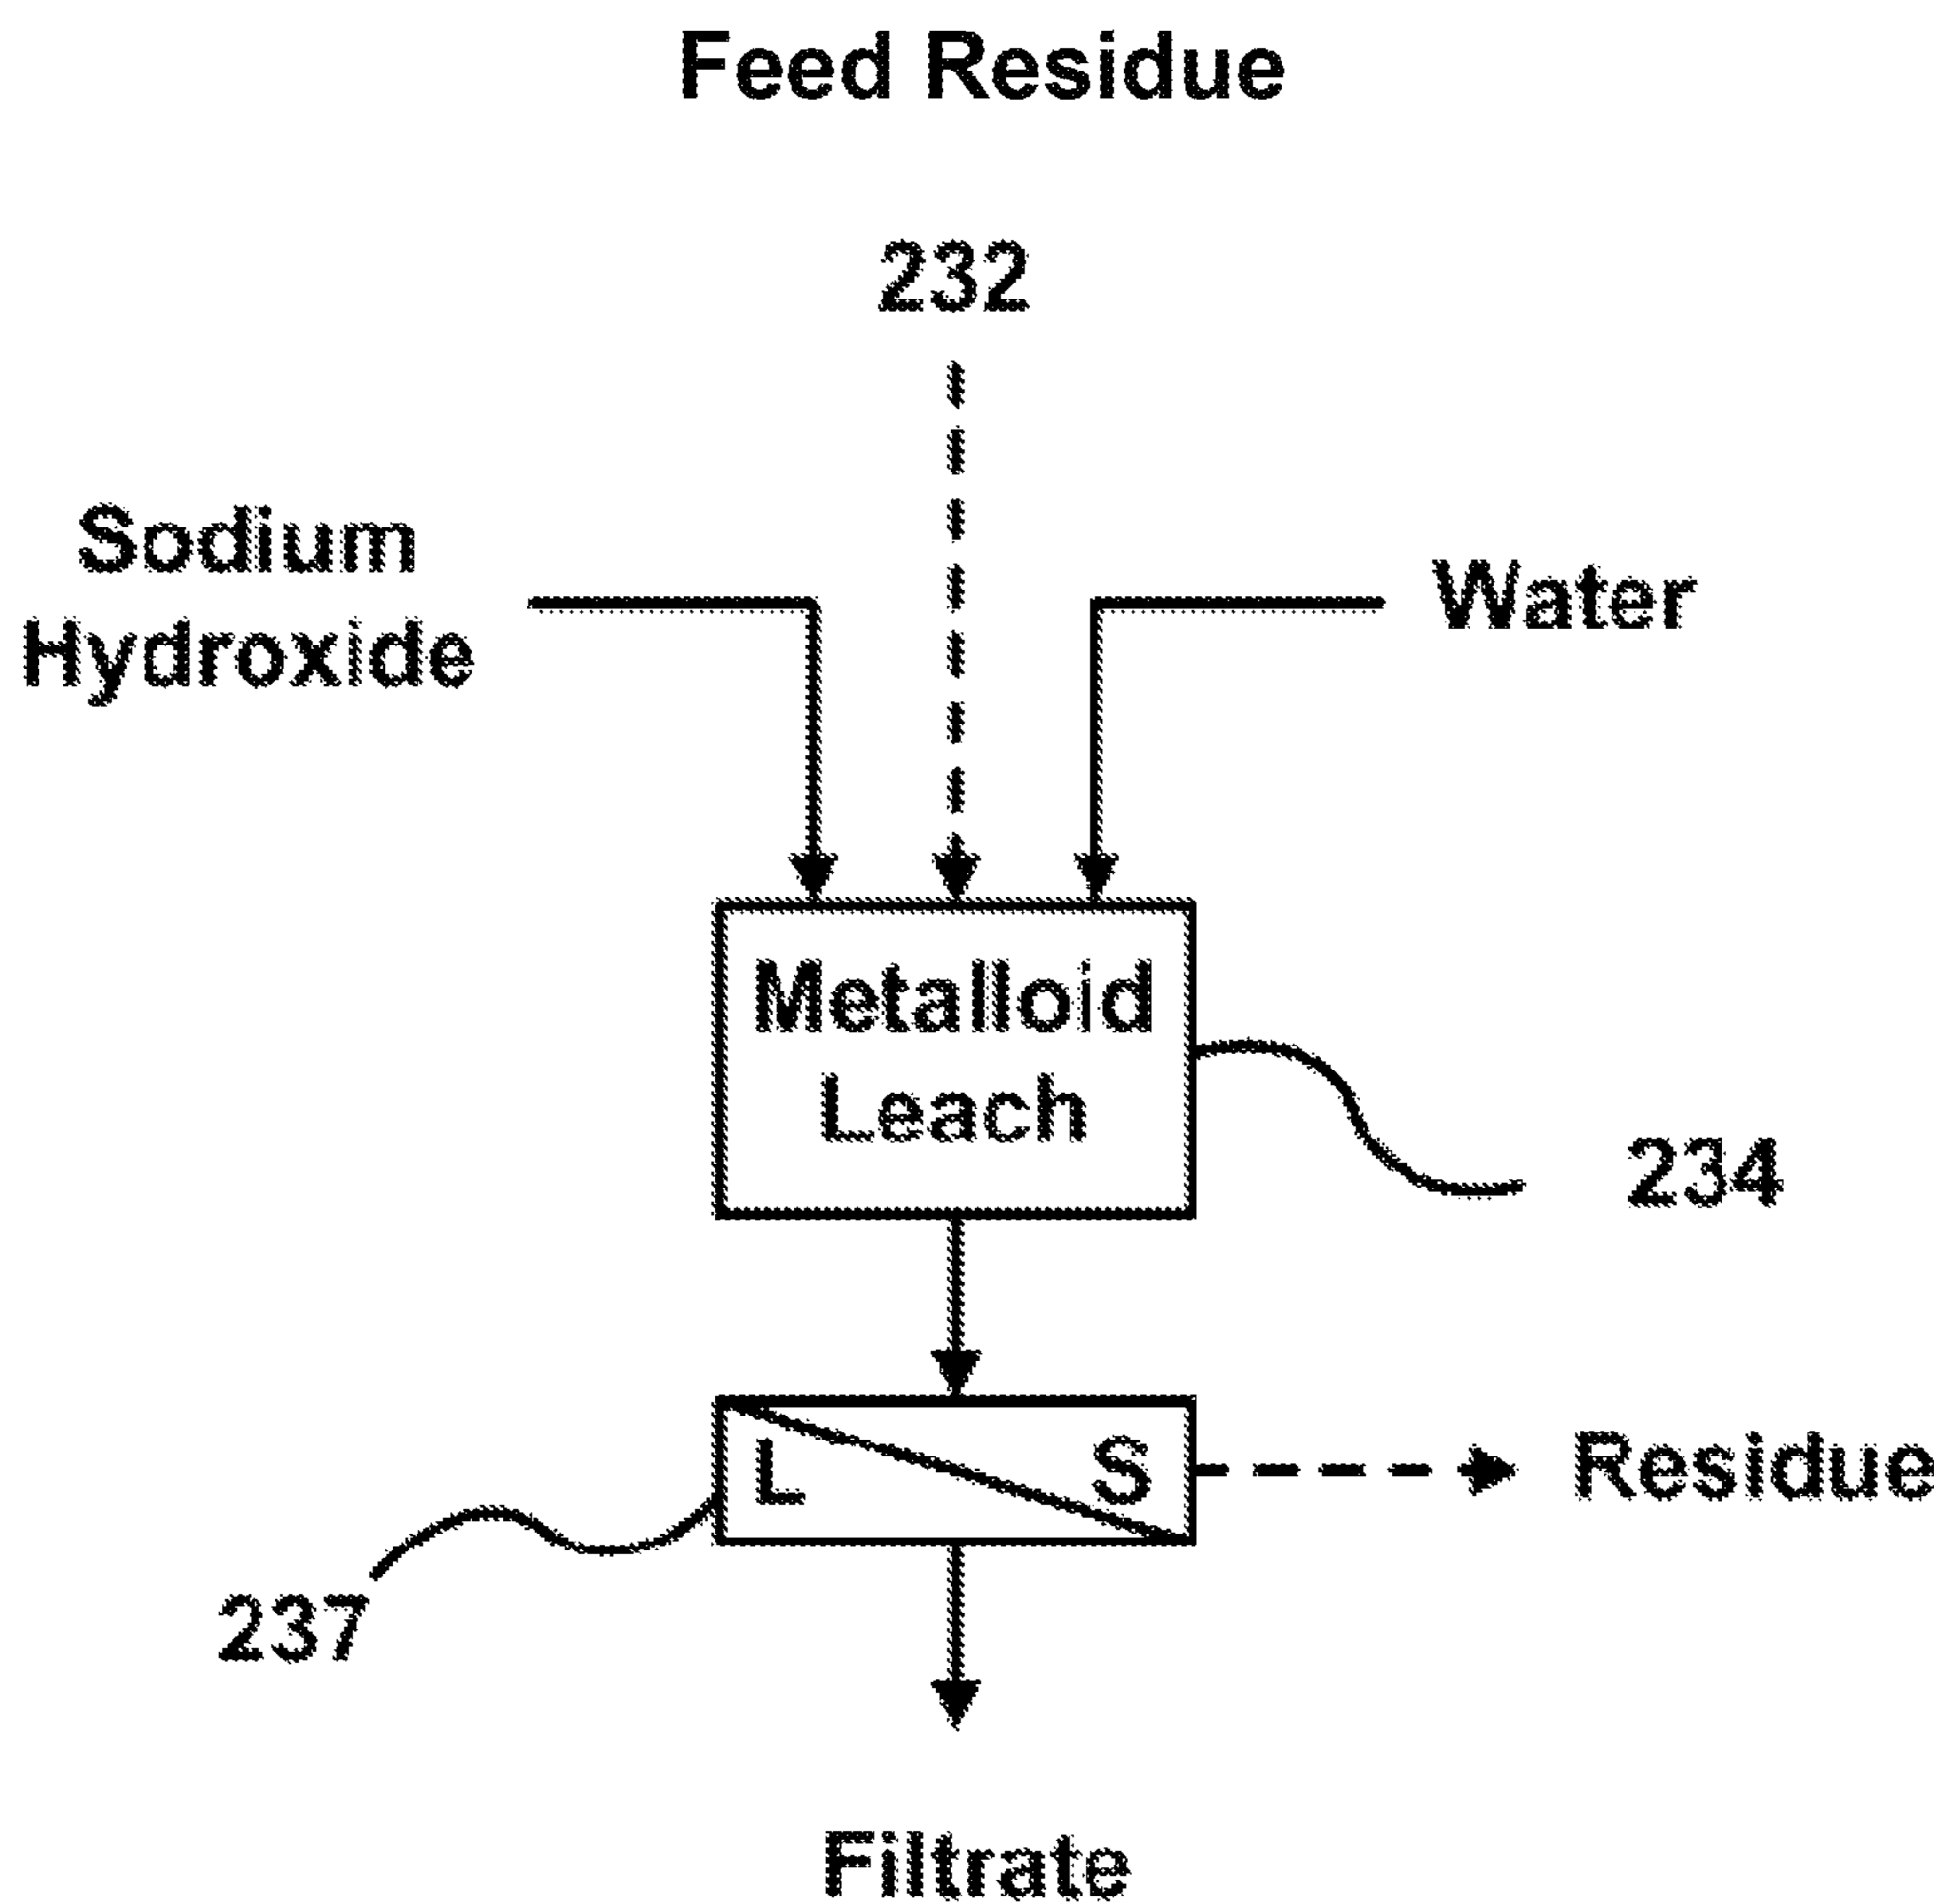 Feed Residue
232
Sodium
Hydroxide
Water
Metalloid
Leach
234
L
S
Residue
237
Filtrate